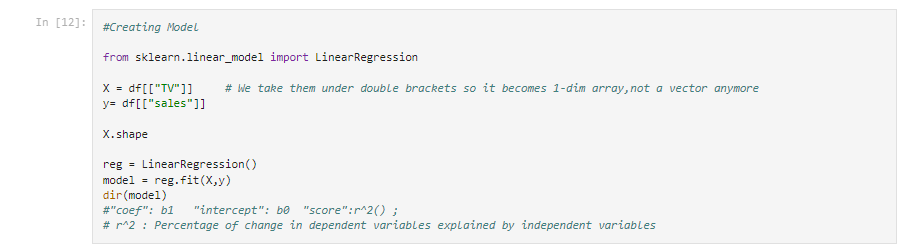 In [12]:
#Creating Model
from sklearn.linear_model import LinearRegression
X = df[["TV"]]     # We take them under double brackets so it becomes 1-dim array,not a vector anymore
y= df[["sales"]]
X.shape
reg = LinearRegression()
model = reg.fit(X,y)
dir(model)
#"coef": b1   "intercept": b0  "score":r^2() ;
# r^2 : Percentage of change in dependent variables explained by independent variables